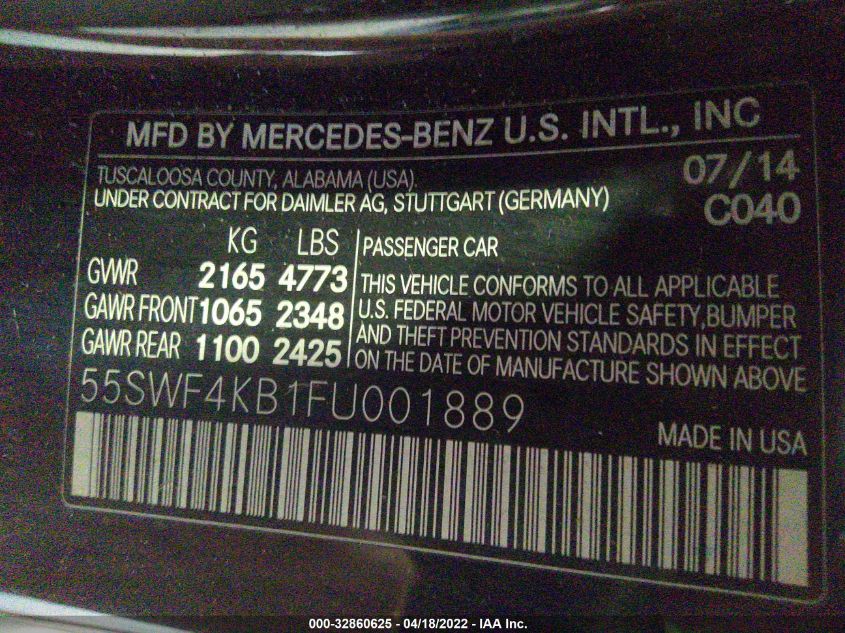 MFD BY MERCEDES-BENZ U.S. INTL., INC
TUSCALOOSA COUNTY, ALABAMA (USA).
07/14
UNDER CONTRACT FOR DAIMLER AG, STUTTGART (GERMANY)
C040
KG LBS
GVWR 2165 4773
GAWR FRONT 1065 2348
GAWR REAR 1100 2425
PASSENGER CAR
THIS VEHICLE CONFORMS TO ALL APPLICABLE
U.S. FEDERAL MOTOR VEHICLE SAFETY, BUMPER
AND THEFT PREVENTION STANDARDS IN EFFECT
ON THE DATE OF MANUFACTURE SHOWN ABOVE
55SWF4KB1FU001889
MADE IN USA
000-32860625 - 04/18/2022 - IAA Inc.